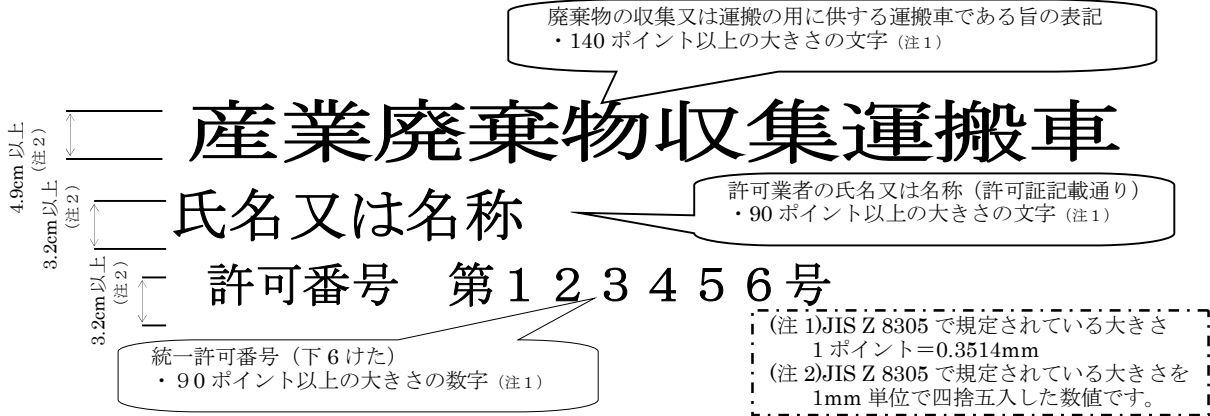 廃棄物の収集又は運搬の用に供する運搬車である旨の表記
・140 ポイント以上の大きさの文字（注１）
産業廃棄物収集運搬車
4.9cm 以上
（注２）
許可業者の氏名又は名称（許可証記載通り）
・90 ポイント以上の大きさの文字（注１）
氏名又は名称
3.2cm 以上
（注２）
許可番号　第１２３４５６号
3.2cm 以上
（注２）
統一許可番号（下６けた）
・９０ポイント以上の大きさの数字（注１）
(注 1)JIS Z 8305 で規定されている大きさ
1 ポイント＝0.3514mm
(注 2)JIS Z 8305 で規定されている大きさを
1mm 単位で四捨五入した数値です。